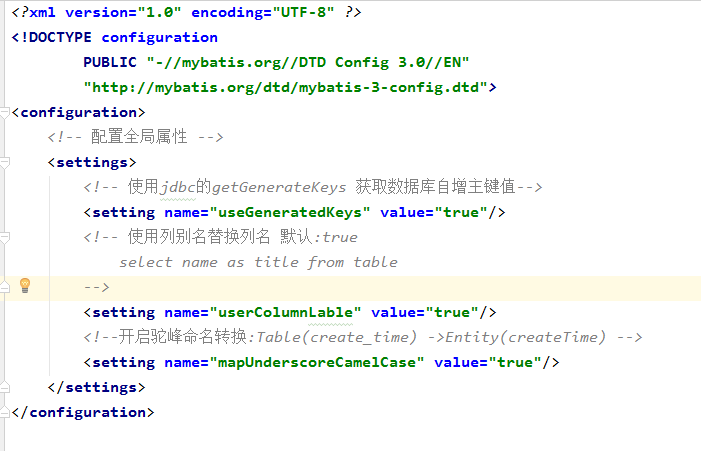 <?xml version="1.0" encoding="UTF-8" ?>
<!DOCTYPE configuration
PUBLIC "-//mybatis.org//DTD Config 3.0//EN"
"http://mybatis.org/dtd/mybatis-3-config.dtd">
<configuration>
<!-- 配置全局属性 -->
<settings>
<!-- 使用jdbc的getGenerateKeys 获取数据库自增主键值-->
<setting name="useGeneratedKeys" value="true"/>
<!-- 使用列别名替换列名 默认:true
select name as title from table
-->
<setting name="userColumnLable" value="true"/>
<!--开启驼峰命名转换:Table(create_time) ->Entity(createTime) -->
<setting name="mapUnderscoreCamelCase" value="true"/>
</settings>
</configuration>